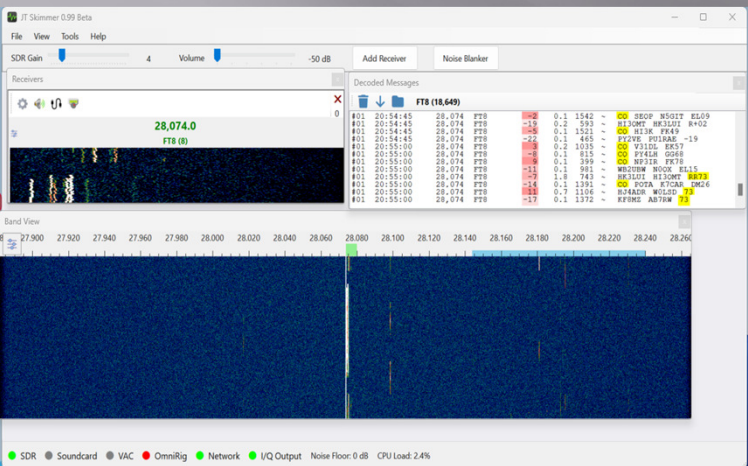 JT Skimmer 0.99 Beta
File View Tools Help
SDR Gain 4 Volume -50 dB Add Receiver Noise Blanker
Receivers
0
28,074.0
FT8 (8)
Decoded Messages
FT8 (18,649)
#01 20:54:45 28,074 FT8 -2 0.1 1542 ~ CQ SEOP N5GIT EL09
#01 20:54:45 28,074 FT8 -19 0.2 593 ~ HI3OMT HK3LUI R+02
#01 20:54:45 28,074 FT8 -5 0.1 1521 ~ CQ HI3K FK49
#01 20:54:45 28,074 FT8 -22 0.1 465 ~ PY2VE PU1RAE -19
#01 20:55:00 28,074 FT8 3 0.2 1035 ~ CQ V31DL EK57
#01 20:55:00 28,074 FT8 -8 0.1 815 ~ CQ PY4LH GG68
#01 20:55:00 28,074 FT8 9 0.1 399 ~ CQ NP3IR FK78
#01 20:55:00 28,074 FT8 -11 0.1 981 ~ WB2UBW N0OX EL15
#01 20:55:00 28,074 FT8 -7 1.8 743 ~ HK3LUI HI3OMT RR73
#01 20:55:00 28,074 FT8 -14 0.1 1391 ~ CQ POTA K7CAR DM26
#01 20:55:00 28,074 FT8 11 0.7 1106 ~ HJ4ADR W0LSD 73
#01 20:55:00 28,074 FT8 -17 0.1 1372 ~ KF8MZ AB7RW 73
Band View
27.900 27.920 27.940 27.960 27.980 28.000 28.020 28.040 28.060 28.080 28.100 28.120 28.140 28.160 28.180 28.200 28.220 28.240 28.260
SDR Soundcard VAC OmniRig Network I/Q Output Noise Floor: 0 dB CPU Load: 2.4%